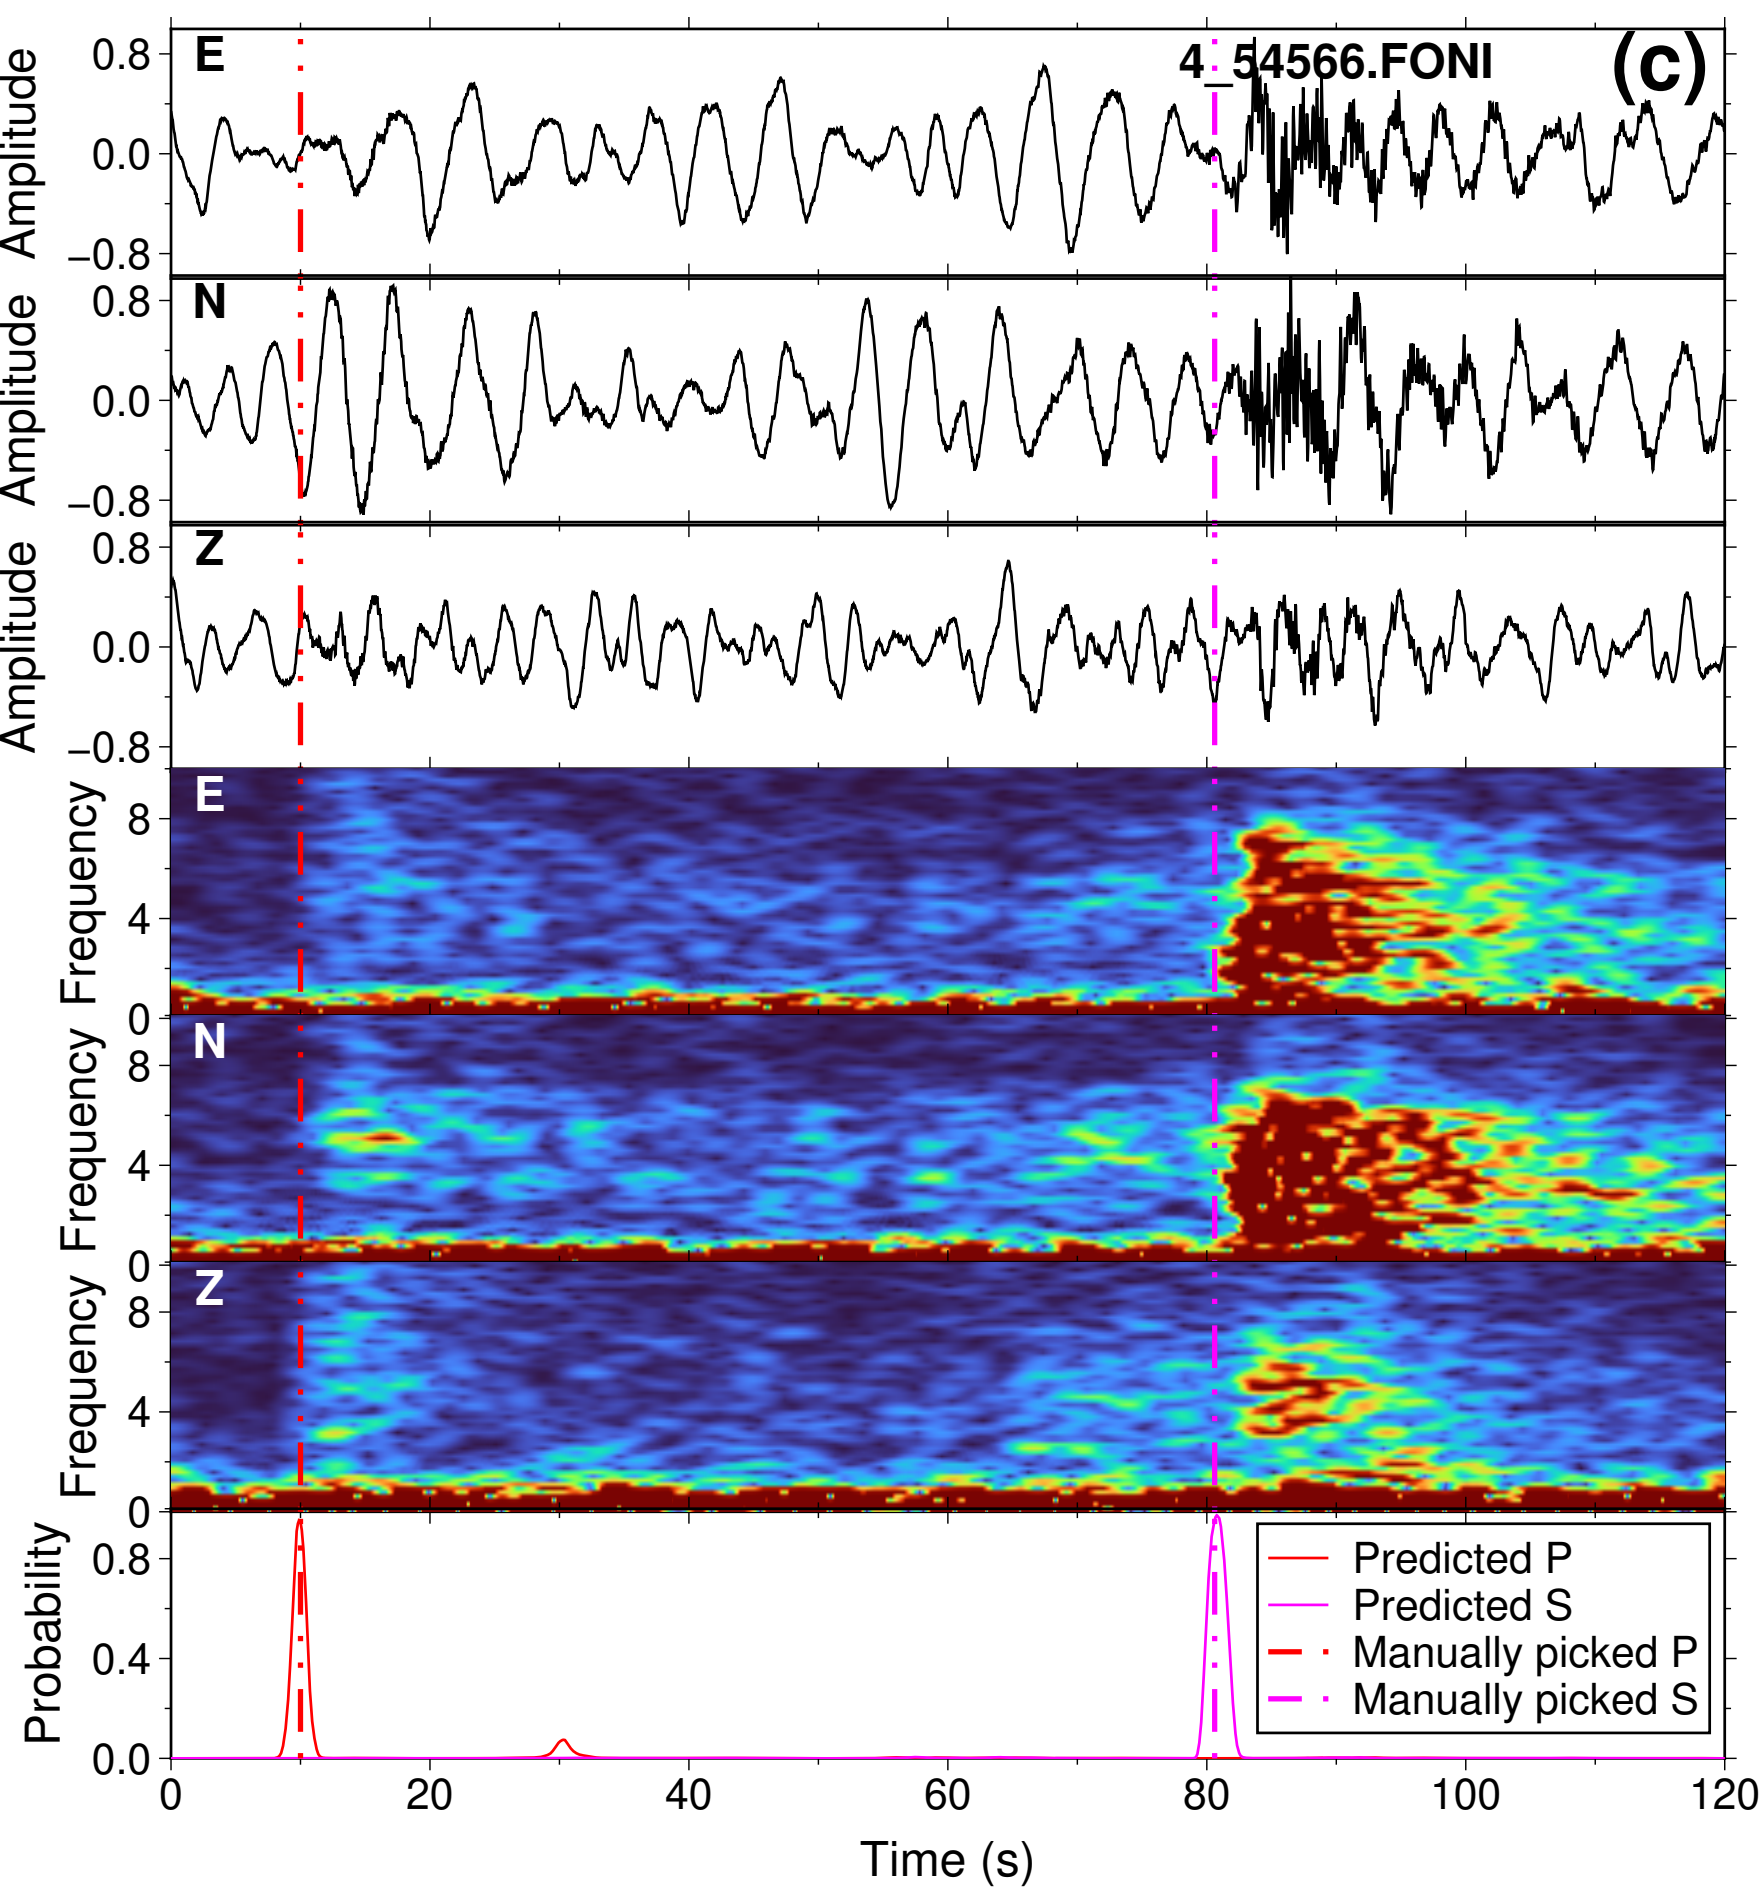 E
4_54566.FONI
(c)
Amplitude
0.8
0.0
−0.8
N
Amplitude
0.8
0.0
−0.8
Z
Amplitude
0.8
0.0
−0.8
E
Frequency
8
4
0
N
Frequency
8
4
0
Z
Frequency
8
4
0
Probability
0.8
0.4
0.0
Predicted P
Predicted S
Manually picked P
Manually picked S
0 20 40 60 80 100 120
Time (s)